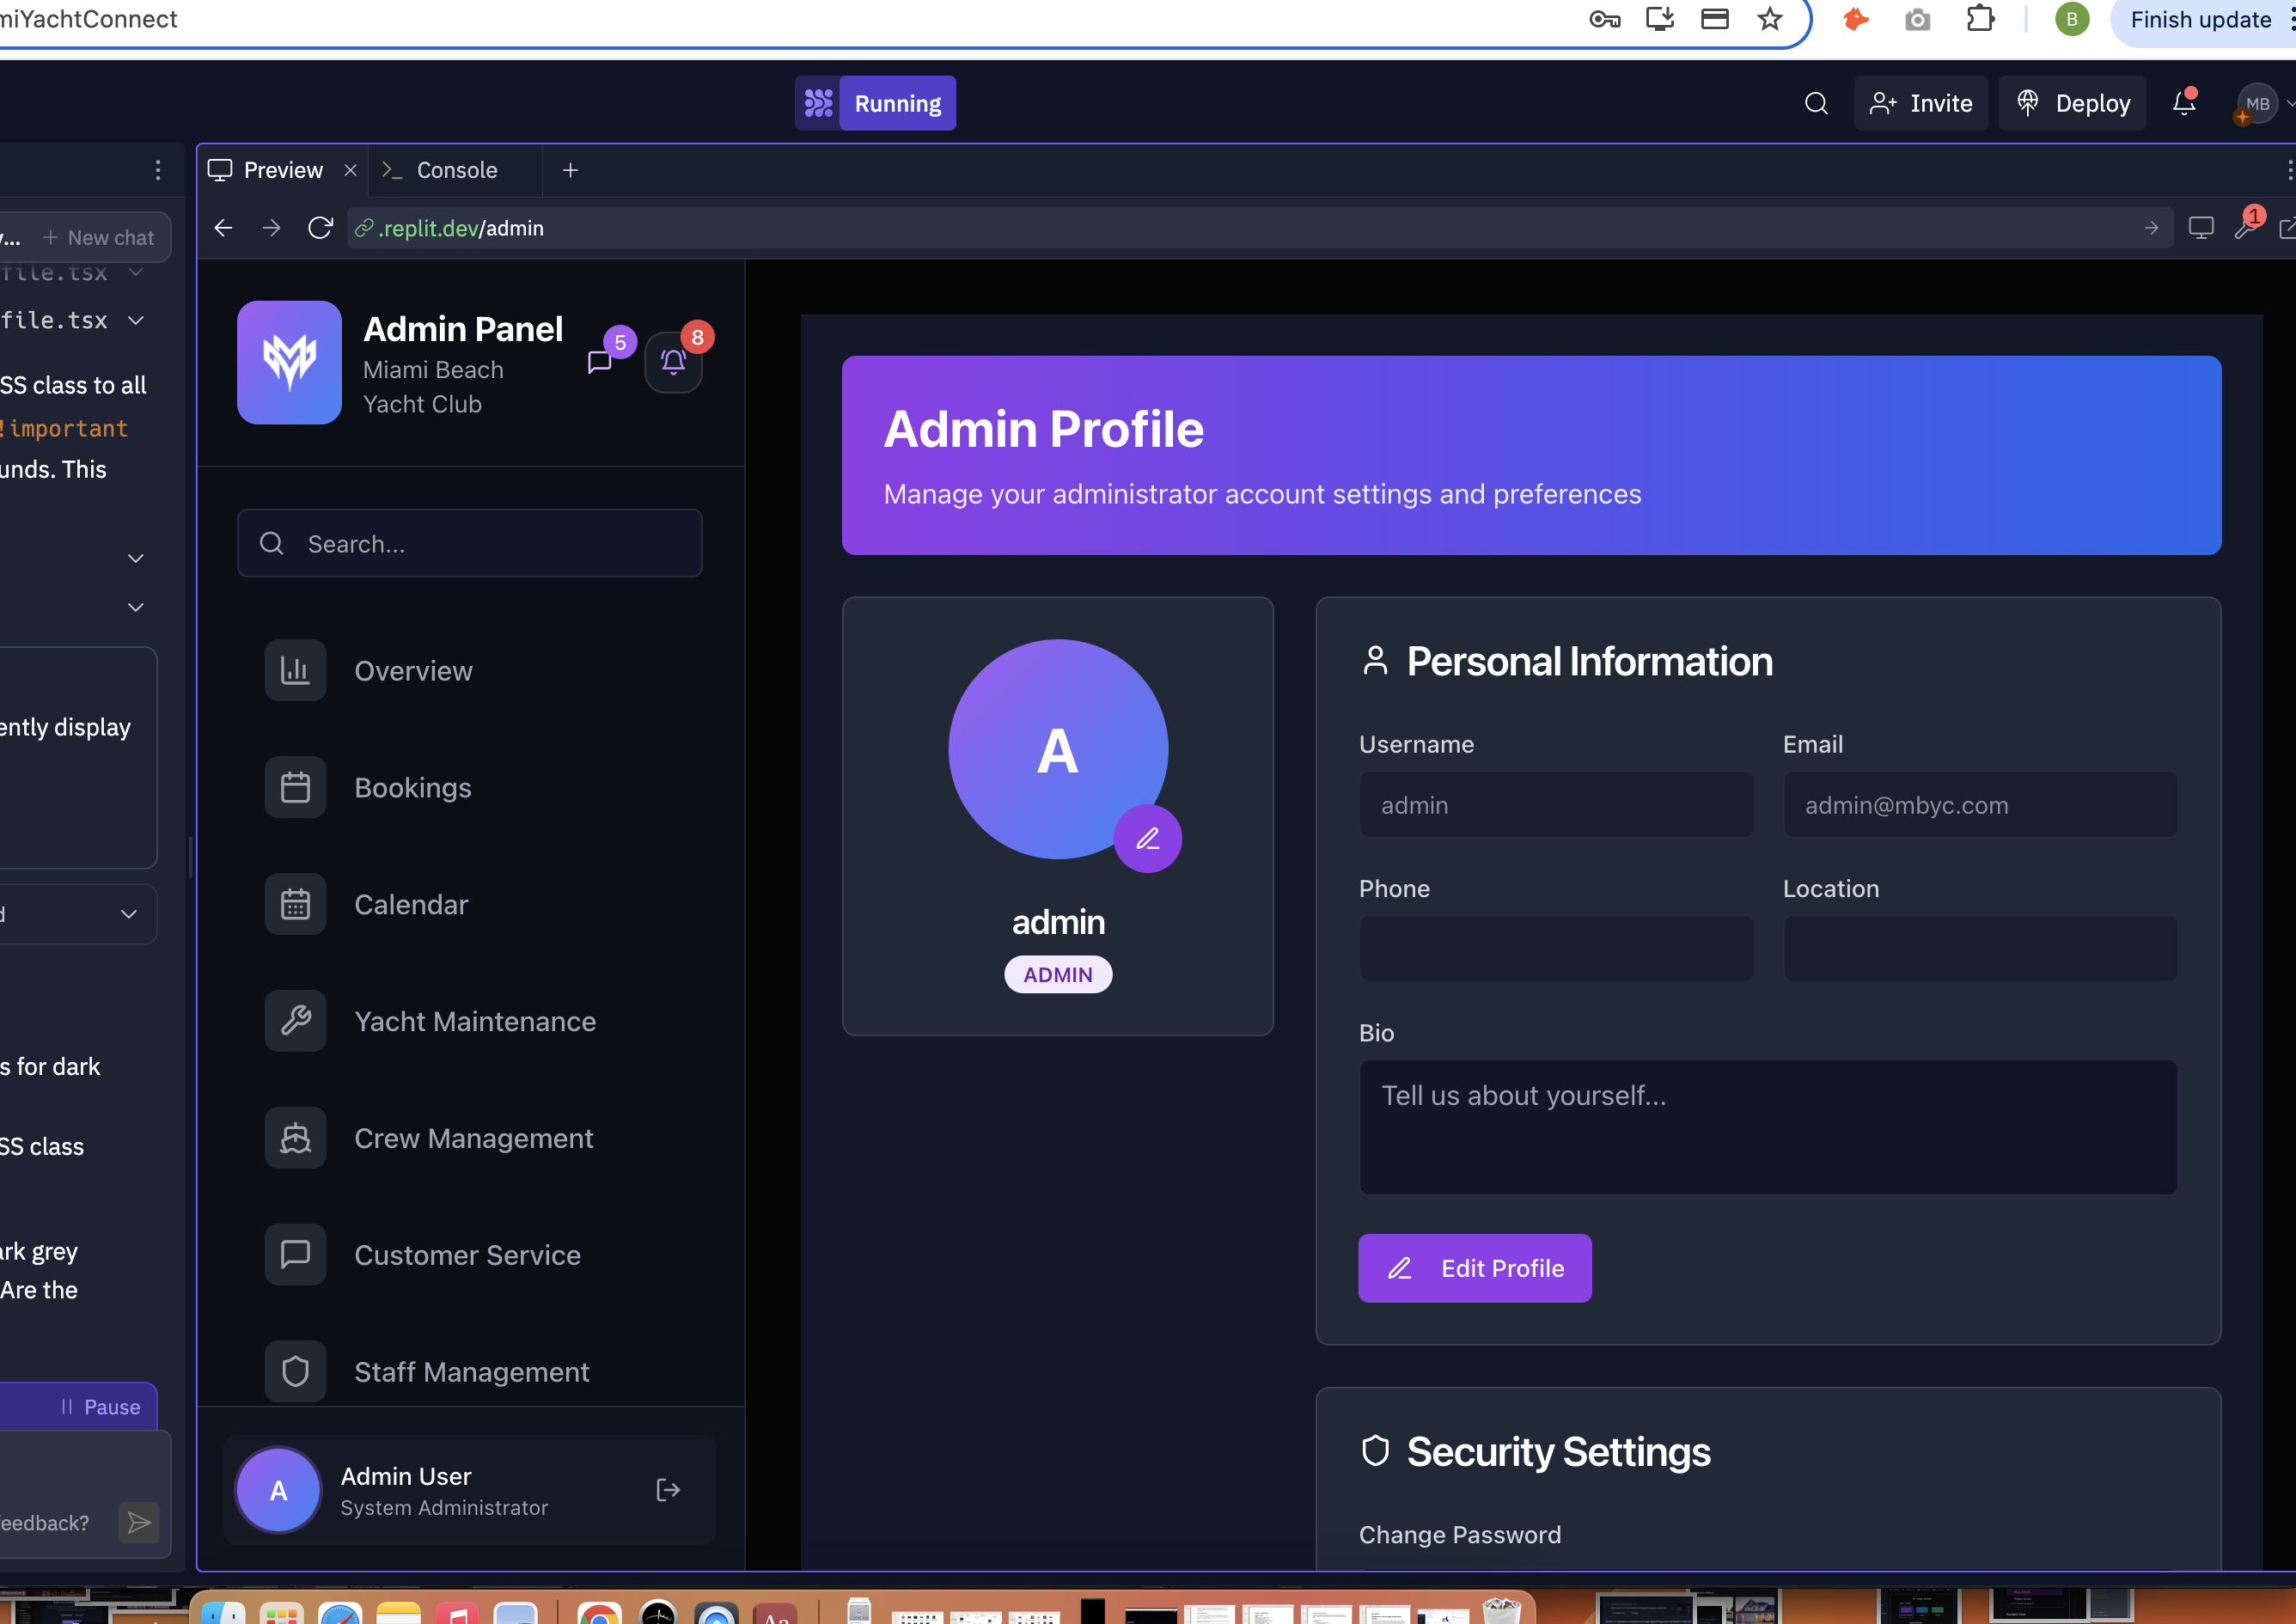 miYachtConnect
B
Finish update
Running
Invite
Deploy
MB
Preview
Console
.replit.dev/admin
1
New chat
file.tsx
file.tsx
SS class to all
!important
unds. This
ently display
d
s for dark
SS class
ark grey
Are the
Pause
eedback?
Admin Panel
Miami Beach
Yacht Club
5
8
Search...
Overview
Bookings
Calendar
Yacht Maintenance
Crew Management
Customer Service
Staff Management
A
Admin User
System Administrator
Admin Profile
Manage your administrator account settings and preferences
A
admin
ADMIN
Personal Information
Username
Email
admin
admin@mbyc.com
Phone
Location
Bio
Tell us about yourself...
Edit Profile
Security Settings
Change Password
Aa